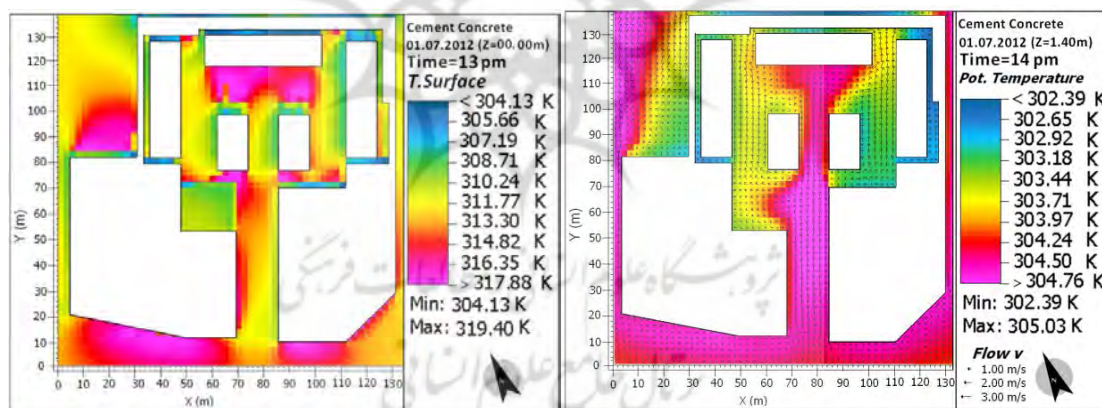 Cement Concrete
01.07.2012 (Z=00.00m)
Time=13 pm
T.Surface
< 304.13 K
305.66 K
307.19 K
308.71 K
310.24 K
311.77 K
313.30 K
314.82 K
316.35 K
> 317.88 K
Min: 304.13 K
Max: 319.40 K
Y (m)
130
120
110
100
90
80
70
60
50
40
30
20
10
0
0 10 20 30 40 50 60 70 80 90 100 110 120 130
X (m)
Cement Concrete
01.07.2012 (Z=1.40m)
Time=14 pm
Pot. Temperature
< 302.39 K
302.65 K
302.92 K
303.18 K
303.44 K
303.71 K
303.97 K
304.24 K
304.50 K
> 304.76 K
Min: 302.39 K
Max: 305.03 K
Flow v
1.00 m/s
2.00 m/s
3.00 m/s
Y (m)
130
120
110
100
90
80
70
60
50
40
30
20
10
0
0 10 20 30 40 50 60 70 80 90 100 110 120 130
X (m)